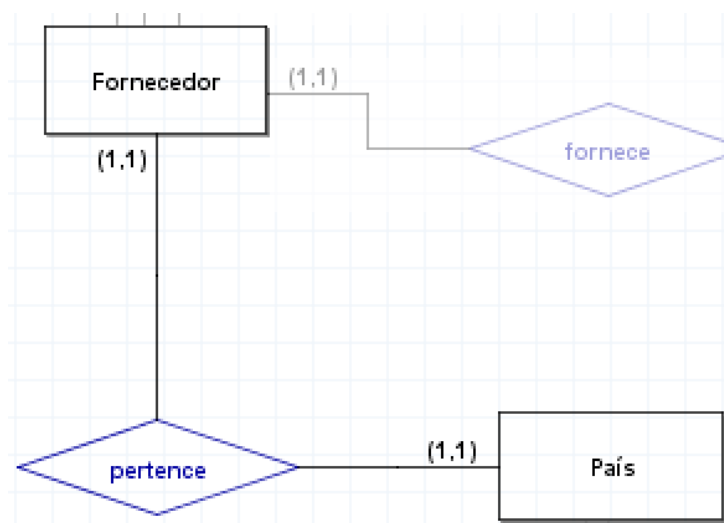 Fornecedor
(1,1)
fornece
(1,1)
pertence
(1,1)
País